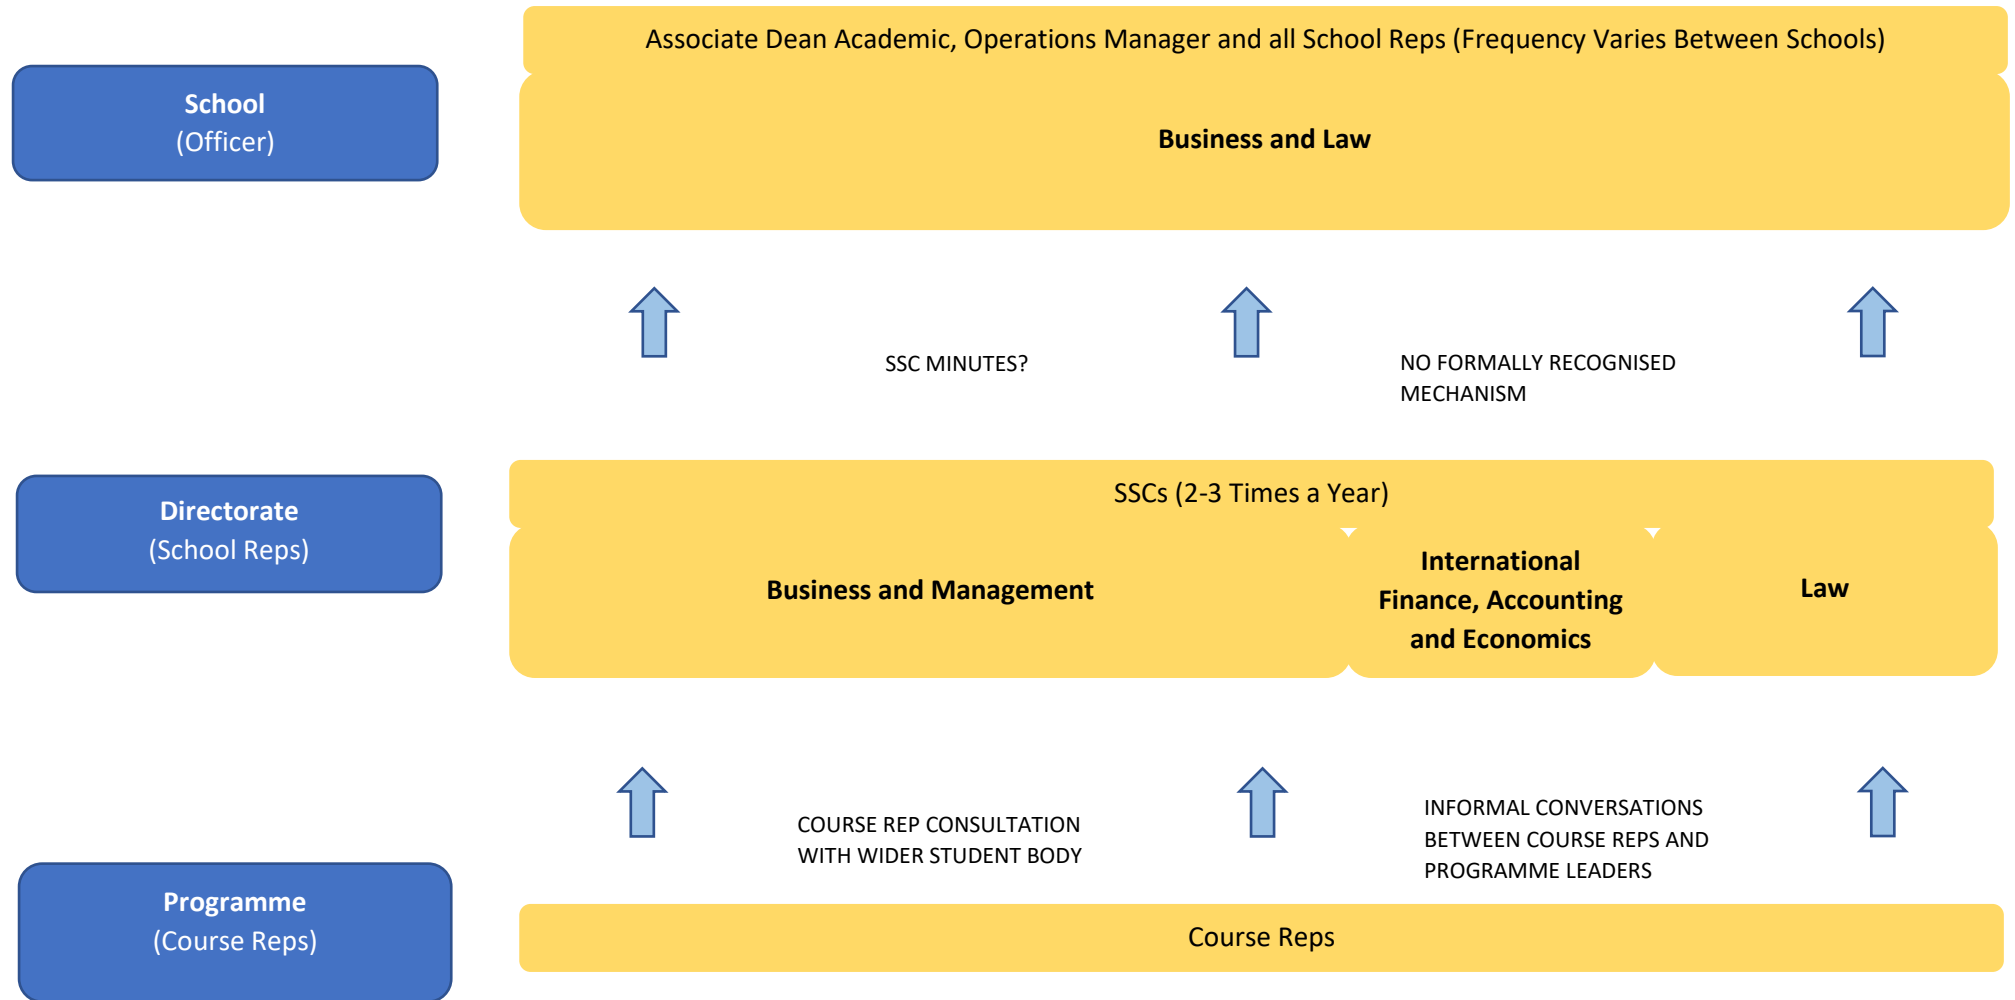 Associate Dean Academic, Operations Manager and all School Reps (Frequency Varies Between Schools)
School
(Officer)
Business and Law
SSC MINUTES?
NO FORMALLY RECOGNISED
MECHANISM
SSCs (2-3 Times a Year)
Directorate
(School Reps)
Business and Management
International
Finance, Accounting
and Economics
Law
COURSE REP CONSULTATION
WITH WIDER STUDENT BODY
INFORMAL CONVERSATIONS
BETWEEN COURSE REPS AND
PROGRAMME LEADERS
Programme
(Course Reps)
Course Reps